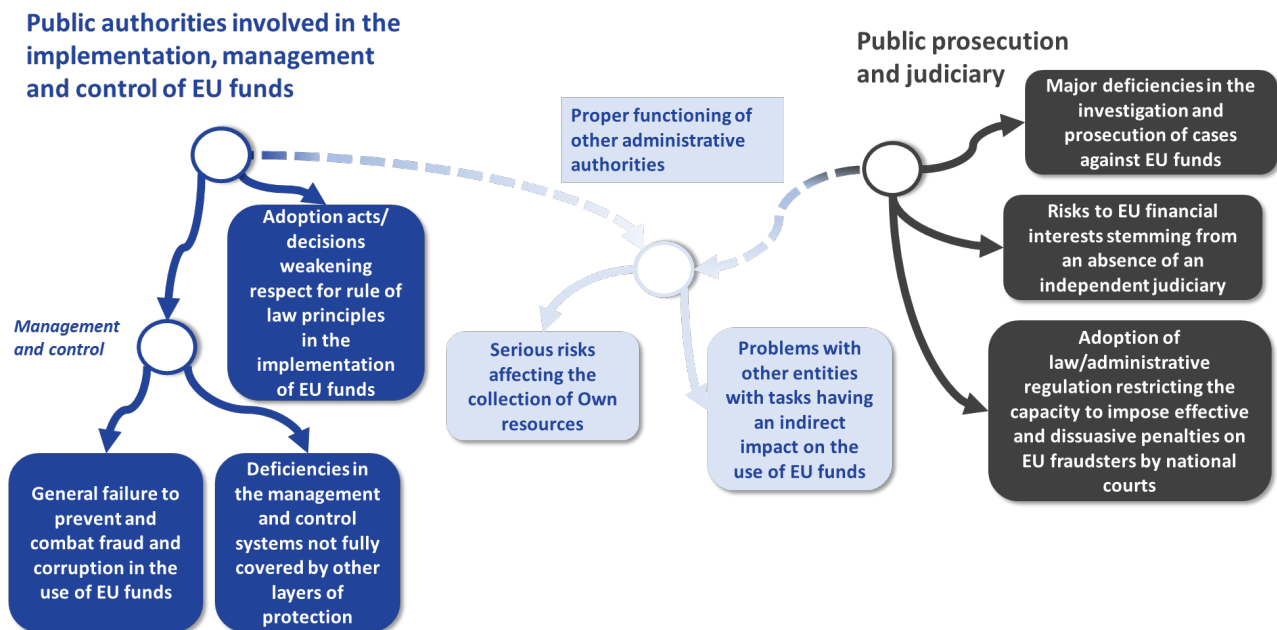 Public authorities involved in the
implementation, management
and control of EU funds
Public prosecution
and judiciary
Proper functioning of
other administrative
authorities
Major deficiencies in the
investigation and
prosecution of cases
against EU funds
Adoption acts/
decisions
weakening
respect for rule of
law principles
in the
implementation
of EU funds
Risks to EU financial
interests stemming from
an absence of an
independent judiciary
Management
and control
Serious risks
affecting the
collection of Own
resources
Problems with
other entities
with tasks having
an indirect
impact on the
use of EU funds
Adoption of
law/administrative
regulation restricting the
capacity to impose effective
and dissuasive penalties on
EU fraudsters by national
courts
General failure to
prevent and
combat fraud and
corruption in the
use of EU funds
Deficiencies in
the management
and control
systems not fully
covered by other
layers of
protection